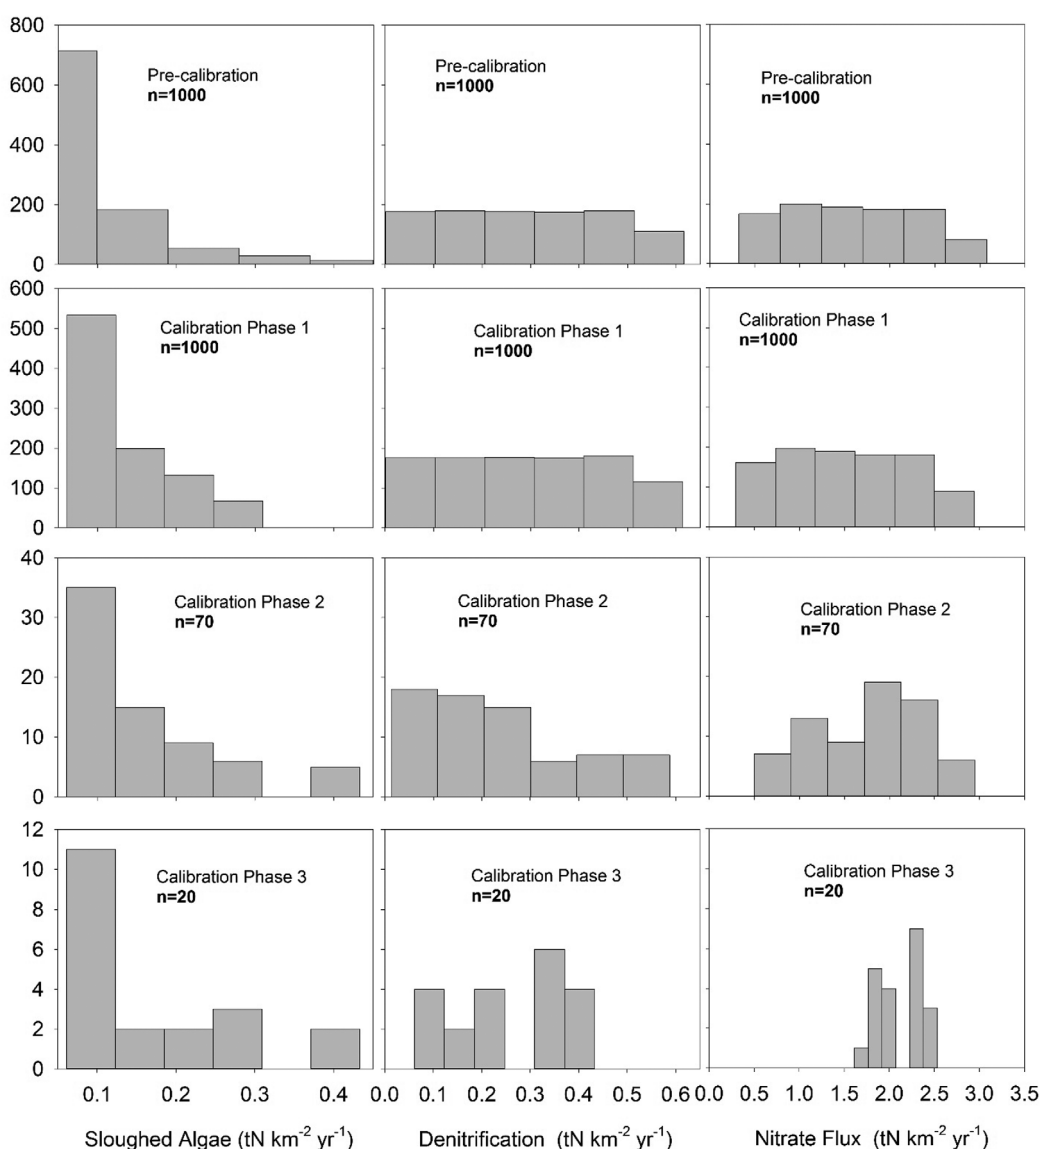 800
600
400
200
0
Pre-calibration
n=1000
Pre-calibration
n=1000
Pre-calibration
n=1000
600
500
400
300
200
100
0
Calibration Phase 1
n=1000
Calibration Phase 1
n=1000
Calibration Phase 1
n=1000
40
30
20
10
0
Calibration Phase 2
n=70
Calibration Phase 2
n=70
Calibration Phase 2
n=70
12
10
8
6
4
2
0
Calibration Phase 3
n=20
Calibration Phase 3
n=20
Calibration Phase 3
n=20
0.1 0.2 0.3 0.4
0.0 0.1 0.2 0.3 0.4 0.5 0.6
0.0 0.5 1.0 1.5 2.0 2.5 3.0 3.5
Sloughed Algae (tN km⁻² yr⁻¹)
Denitrification (tN km⁻² yr⁻¹)
Nitrate Flux (tN km⁻² yr⁻¹)